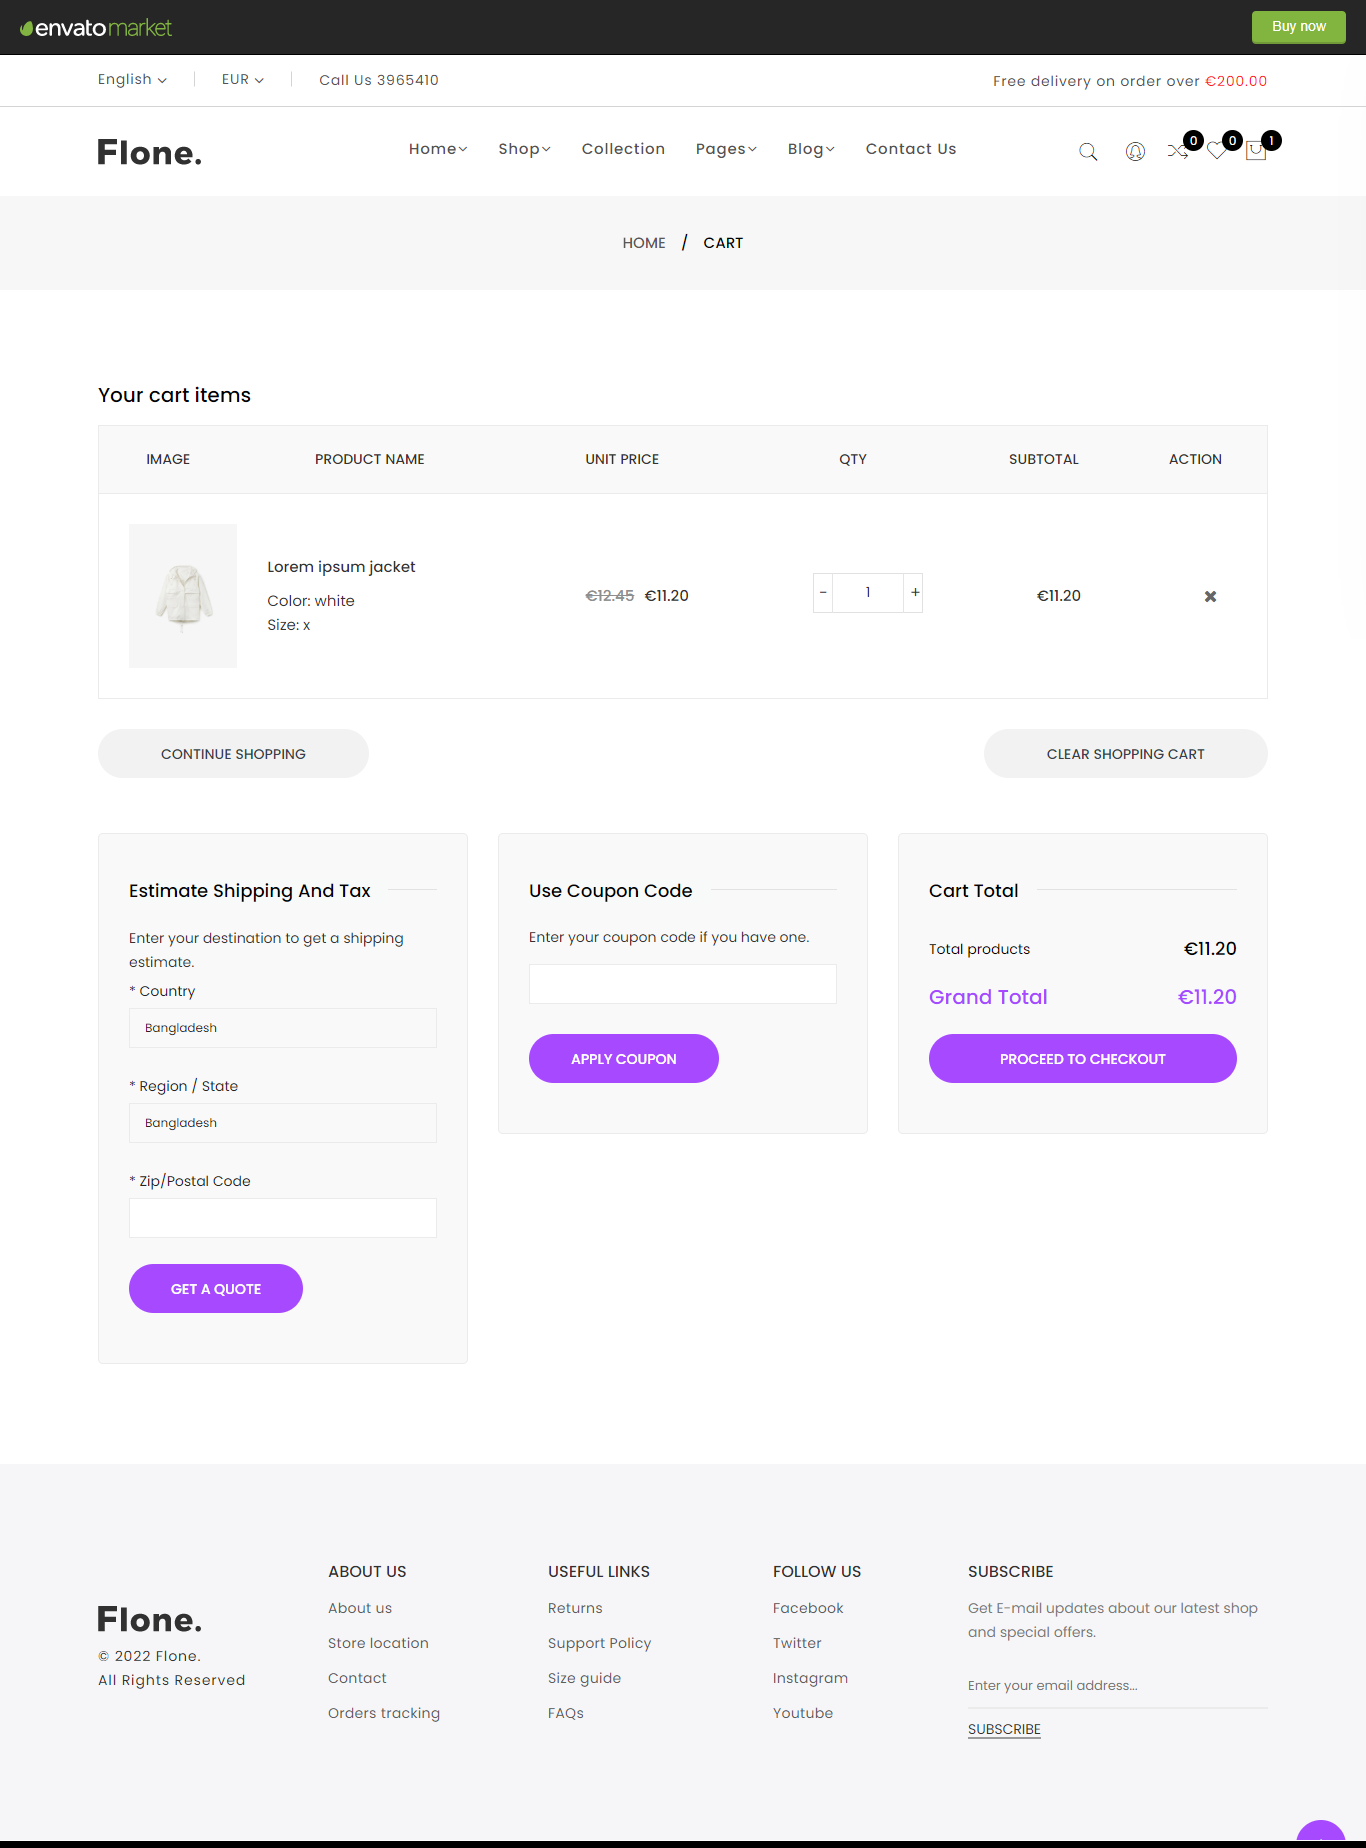 envatomarket
Buy now
English
EUR
Call Us 3965410
Free delivery on order over €200.00
Flone.
Home
Shop
Collection
Pages
Blog
Contact Us
0
0
1
HOME / CART
Your cart items
IMAGE PRODUCT NAME UNIT PRICE QTY SUBTOTAL ACTION
Lorem ipsum jacket
Color: white
Size: x
€12.45 €11.20
- 1 +
€11.20
CONTINUE SHOPPING
CLEAR SHOPPING CART
Estimate Shipping And Tax
Enter your destination to get a shipping
estimate.
* Country
Bangladesh
* Region / State
Bangladesh
* Zip/Postal Code
GET A QUOTE
Use Coupon Code
Enter your coupon code if you have one.
APPLY COUPON
Cart Total
Total products €11.20
Grand Total €11.20
PROCEED TO CHECKOUT
Flone.
© 2022 Flone.
All Rights Reserved
ABOUT US
About us
Store location
Contact
Orders tracking
USEFUL LINKS
Returns
Support Policy
Size guide
FAQs
FOLLOW US
Facebook
Twitter
Instagram
Youtube
SUBSCRIBE
Get E-mail updates about our latest shop
and special offers.
Enter your email address...
SUBSCRIBE